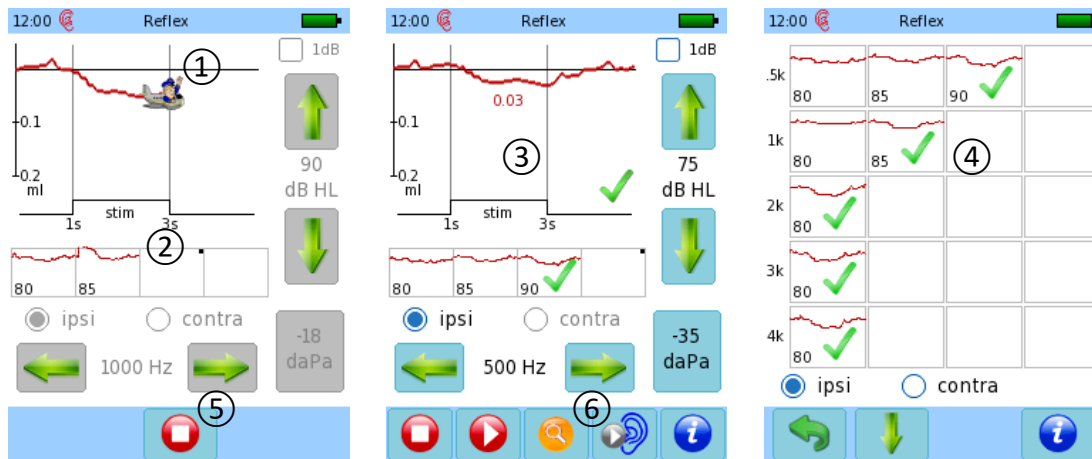 12:00 Reflex
① 1dB
0.1
90
dB HL
0.2
ml
stim
1s 3s
②
80 85
ipsi contra
1000 Hz
-18
daPa
⑤
12:00 Reflex
1dB
0.03
0.1
③
75
dB HL
0.2
ml
stim
1s 3s
80 85 90
ipsi contra
500 Hz
-35
daPa
⑥
i
12:00 Reflex
.5k 80 85 90
1k 80 85 ④
2k 80
3k 80
4k 80
ipsi contra
i